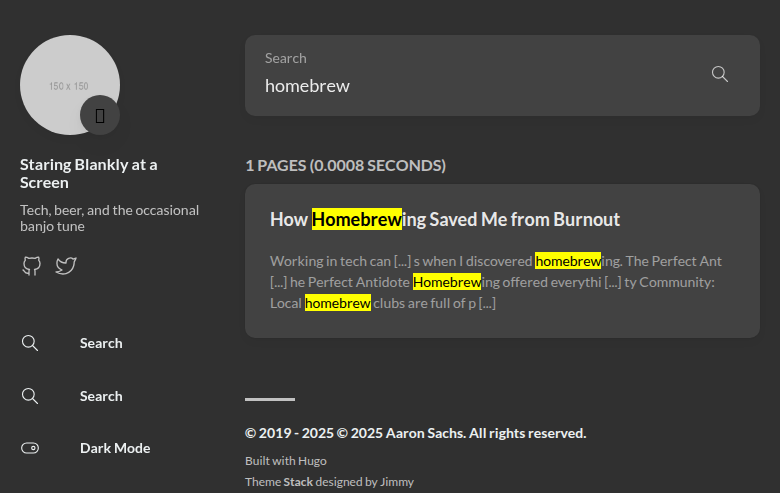 150 x 150
Staring Blankly at a
Screen
Tech, beer, and the occasional
banjo tune
Search
Search
Dark Mode
Search
homebrew
1 PAGES (0.0008 SECONDS)
How Homebrewing Saved Me from Burnout
Working in tech can [...] s when I discovered homebrewing. The Perfect Ant
[...] he Perfect Antidote Homebrewing offered everythi [...] ty Community:
Local homebrew clubs are full of p [...]
© 2019 - 2025 © 2025 Aaron Sachs. All rights reserved.
Built with Hugo
Theme Stack designed by Jimmy